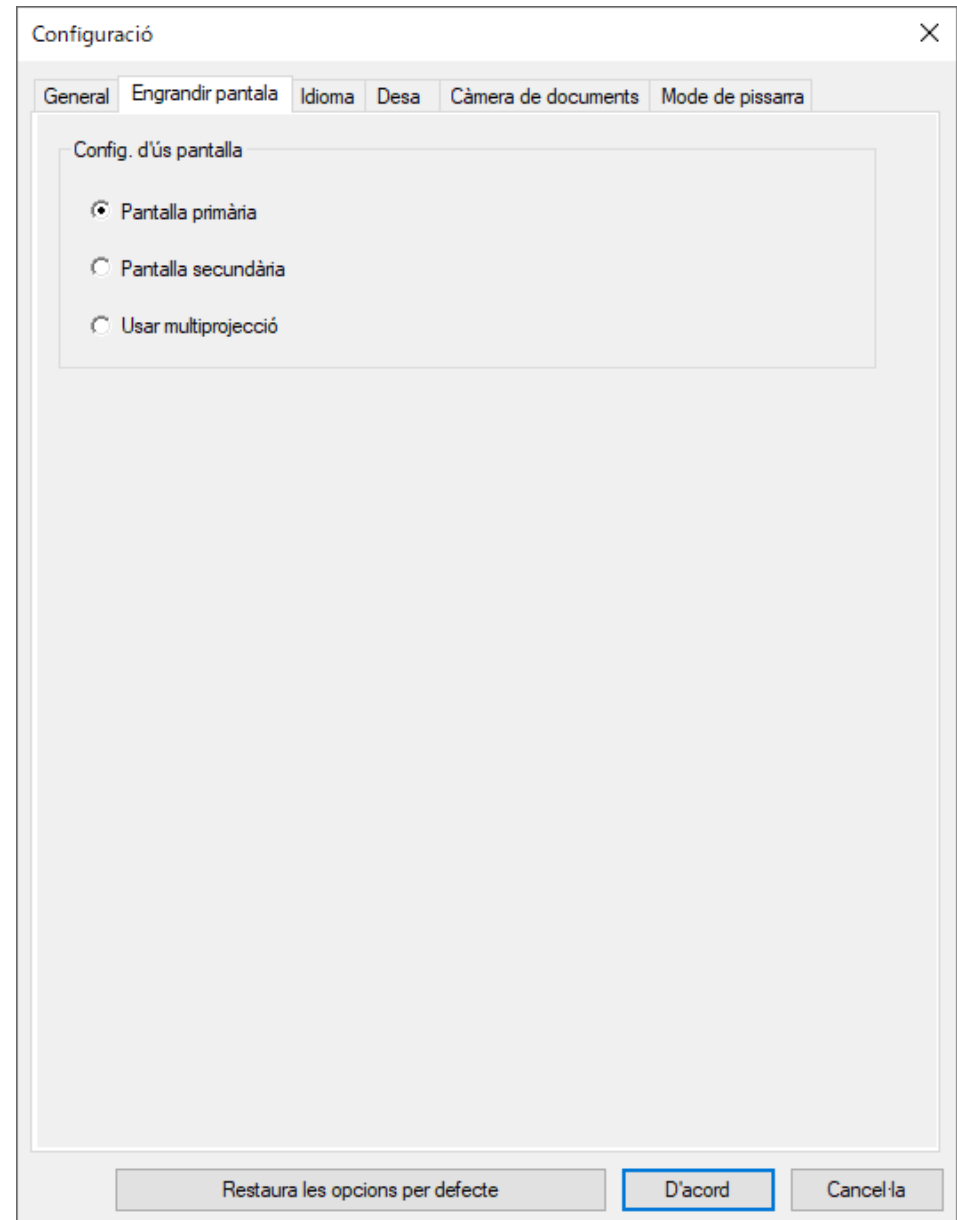 Configuració
General Engrandir pantala Idioma Desa Càmera de documents Mode de pissarra
Config. d'ús pantalla
Pantalla primària
Pantalla secundària
Usar multiprojecció
Restaura les opcions per defecte D'acord Cancel·la